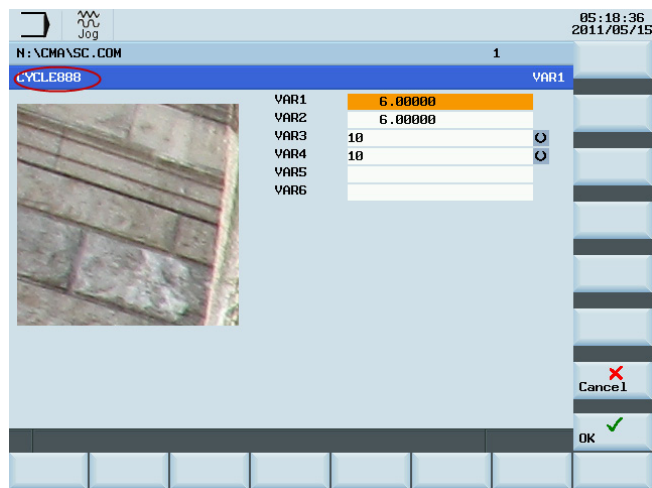 05:18:36
Jog
2011/05/15
N:\CMA\SC.COM 1
CYCLE888 VAR1
VAR1 6.00000
VAR2 6.00000
VAR3 10
VAR4 10
VAR5
VAR6
Cancel
OK